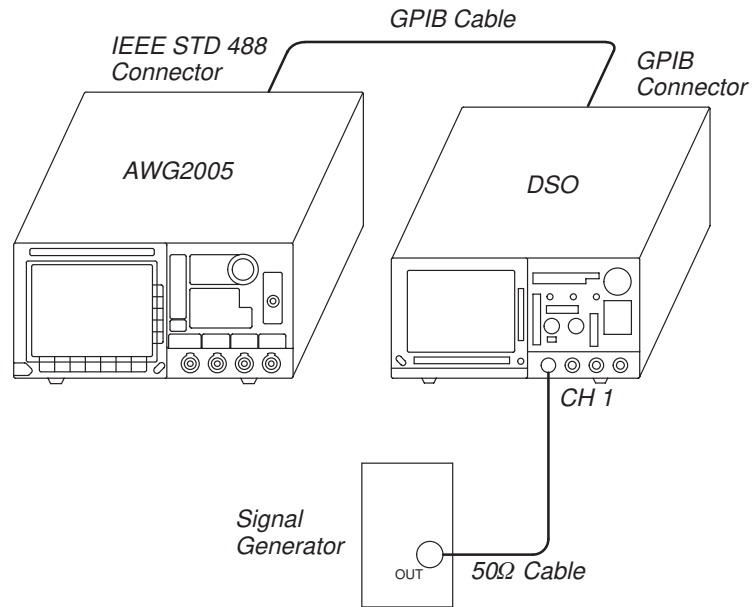 GPIB Cable
IEEE STD 488
Connector
GPIB
Connector
AWG2005
DSO
CH 1
Signal
Generator
OUT
50Ω Cable